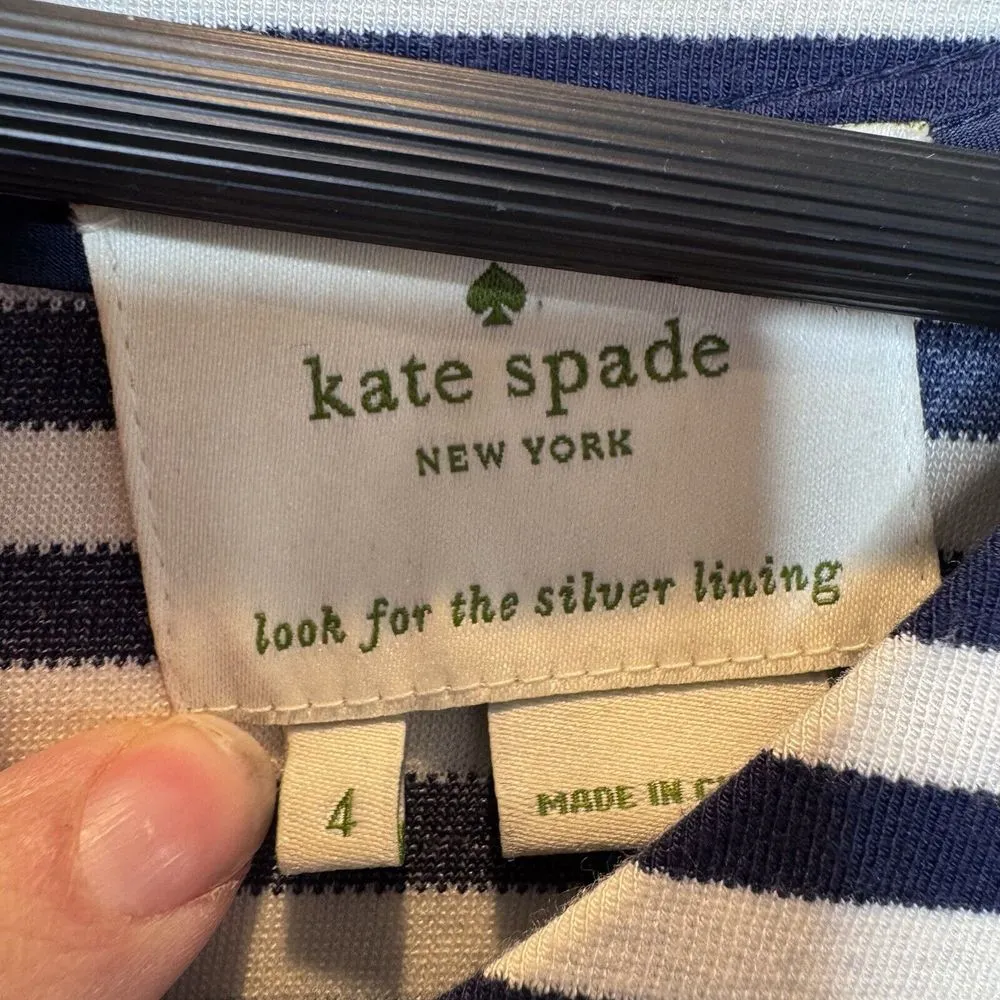 kate spade
NEW YORK
look for the silver lining
4
MADE IN